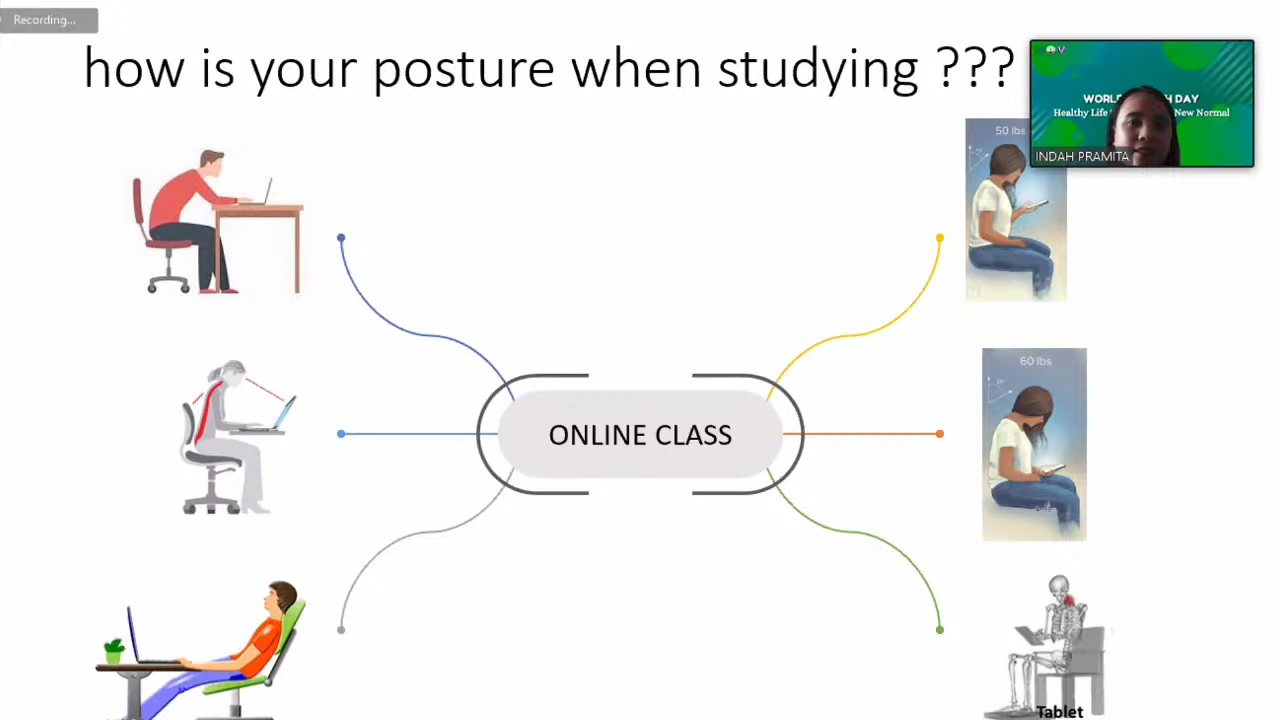 Recording...
how is your posture when studying ???
Healthy Life
New Normal
INDAH PRAMITA
50 lbs
60 lbs
ONLINE CLASS
Tablet